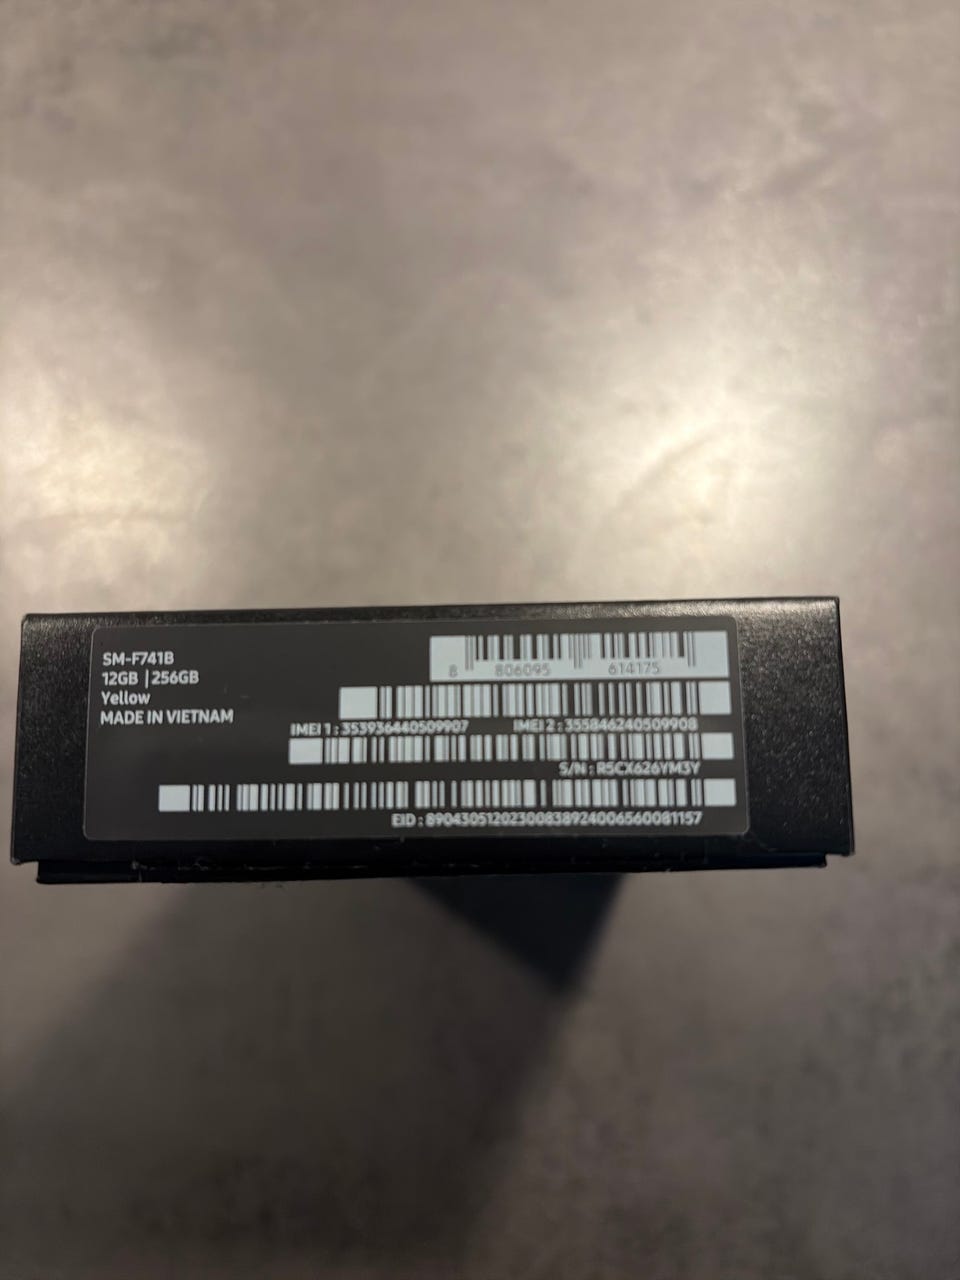 SM-F741B
12GB | 256GB
Yellow
MADE IN VIETNAM
8 806095 614175
IMEI 1 : 353936440509907 IMEI 2 : 355846240509908
S/N : R5CX626YM3Y
EID : 89043051202300838924006560081157